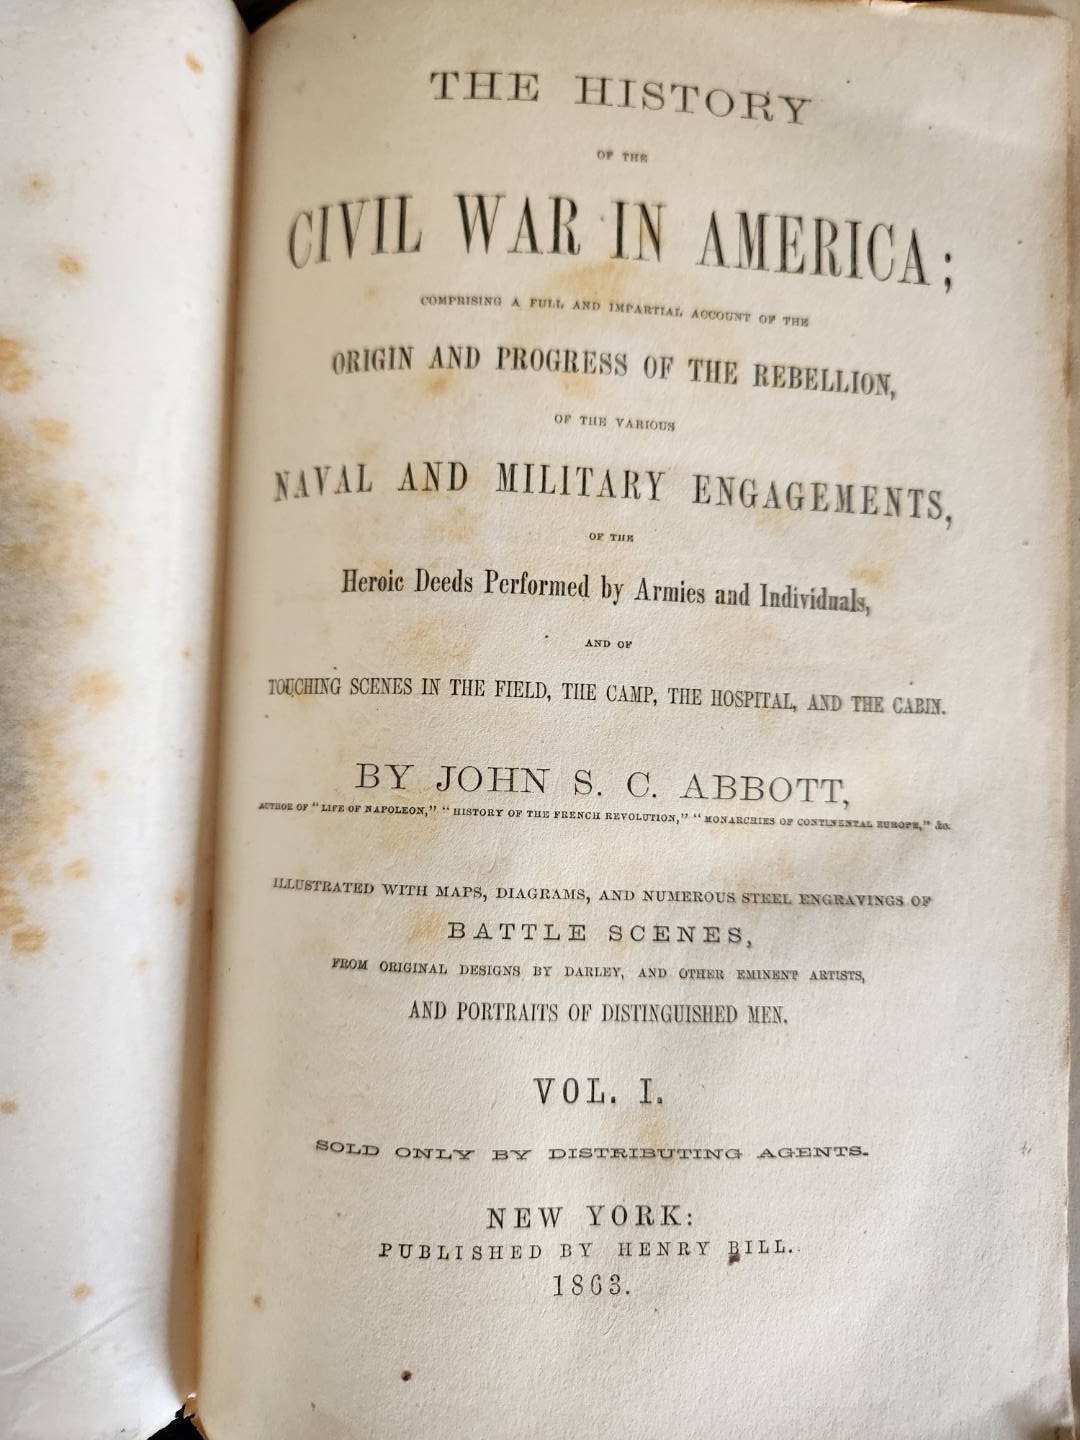 THE HISTORY
OF THE
CIVIL WAR IN AMERICA;
COMPRISING A FULL AND IMPARTIAL ACCOUNT OF THE
ORIGIN AND PROGRESS OF THE REBELLION,
OF THE VARIOUS
NAVAL AND MILITARY ENGAGEMENTS,
OF THE
Heroic Deeds Performed by Armies and Individuals,
AND OF
TOUCHING SCENES IN THE FIELD, THE CAMP, THE HOSPITAL, AND THE CABIN.
BY JOHN S. C. ABBOTT,
AUTHOR OF "LIFE OF NAPOLEON," "HISTORY OF THE FRENCH REVOLUTION," "MONARCHIES OF CONTINENTAL EUROPE," &c.
ILLUSTRATED WITH MAPS, DIAGRAMS, AND NUMEROUS STEEL ENGRAVINGS OF
BATTLE SCENES,
FROM ORIGINAL DESIGNS BY DARLEY, AND OTHER EMINENT ARTISTS,
AND PORTRAITS OF DISTINGUISHED MEN.
VOL. I.
SOLD ONLY BY DISTRIBUTING AGENTS.
NEW YORK:
PUBLISHED BY HENRY BILL.
1863.